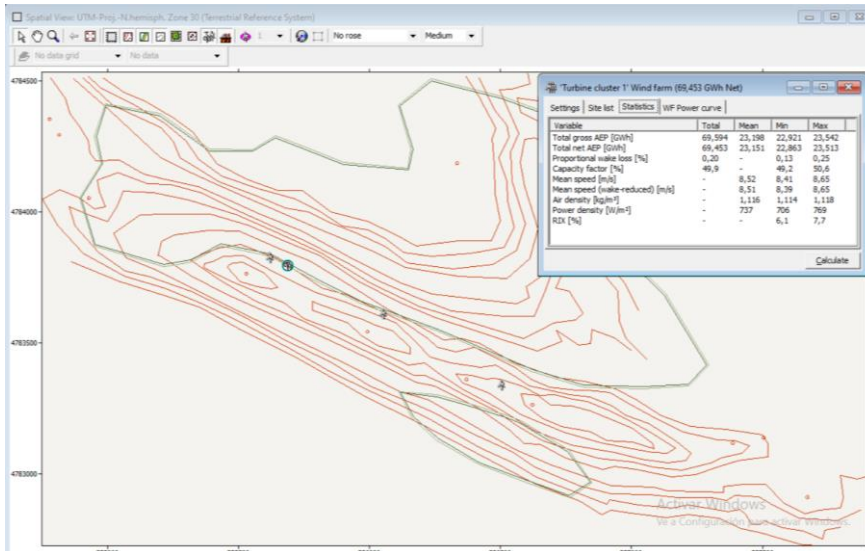 Spatial View: UTM-Proj.-N.hemisph. Zone 30 (Terrestrial Reference System)
No rose
Medium
No data grid
No data
4784500
4784000
4783500
4783000
'Turbine cluster 1' Wind farm (69,453 GWh Net)
Settings Site list Statistics WF Power curve
Variable Total Mean Min Max
Total gross AEP [GWh] 69,594 23,198 22,921 23,542
Total net AEP [GWh] 69,453 23,151 22,863 23,513
Proportional wake loss [%] 0,20 - 0,13 0,25
Capacity factor [%] 49,9 - 49,2 50,6
Mean speed [m/s] - 8,52 8,41 8,65
Mean speed (wake-reduced) [m/s] - 8,51 8,39 8,65
Air density [kg/m³] - 1,116 1,114 1,118
Power density [W/m²] - 737 706 769
RIX [%] - - 6,1 7,7
Calculate
Activar Windows
Ve a Configuración para activar Windows.